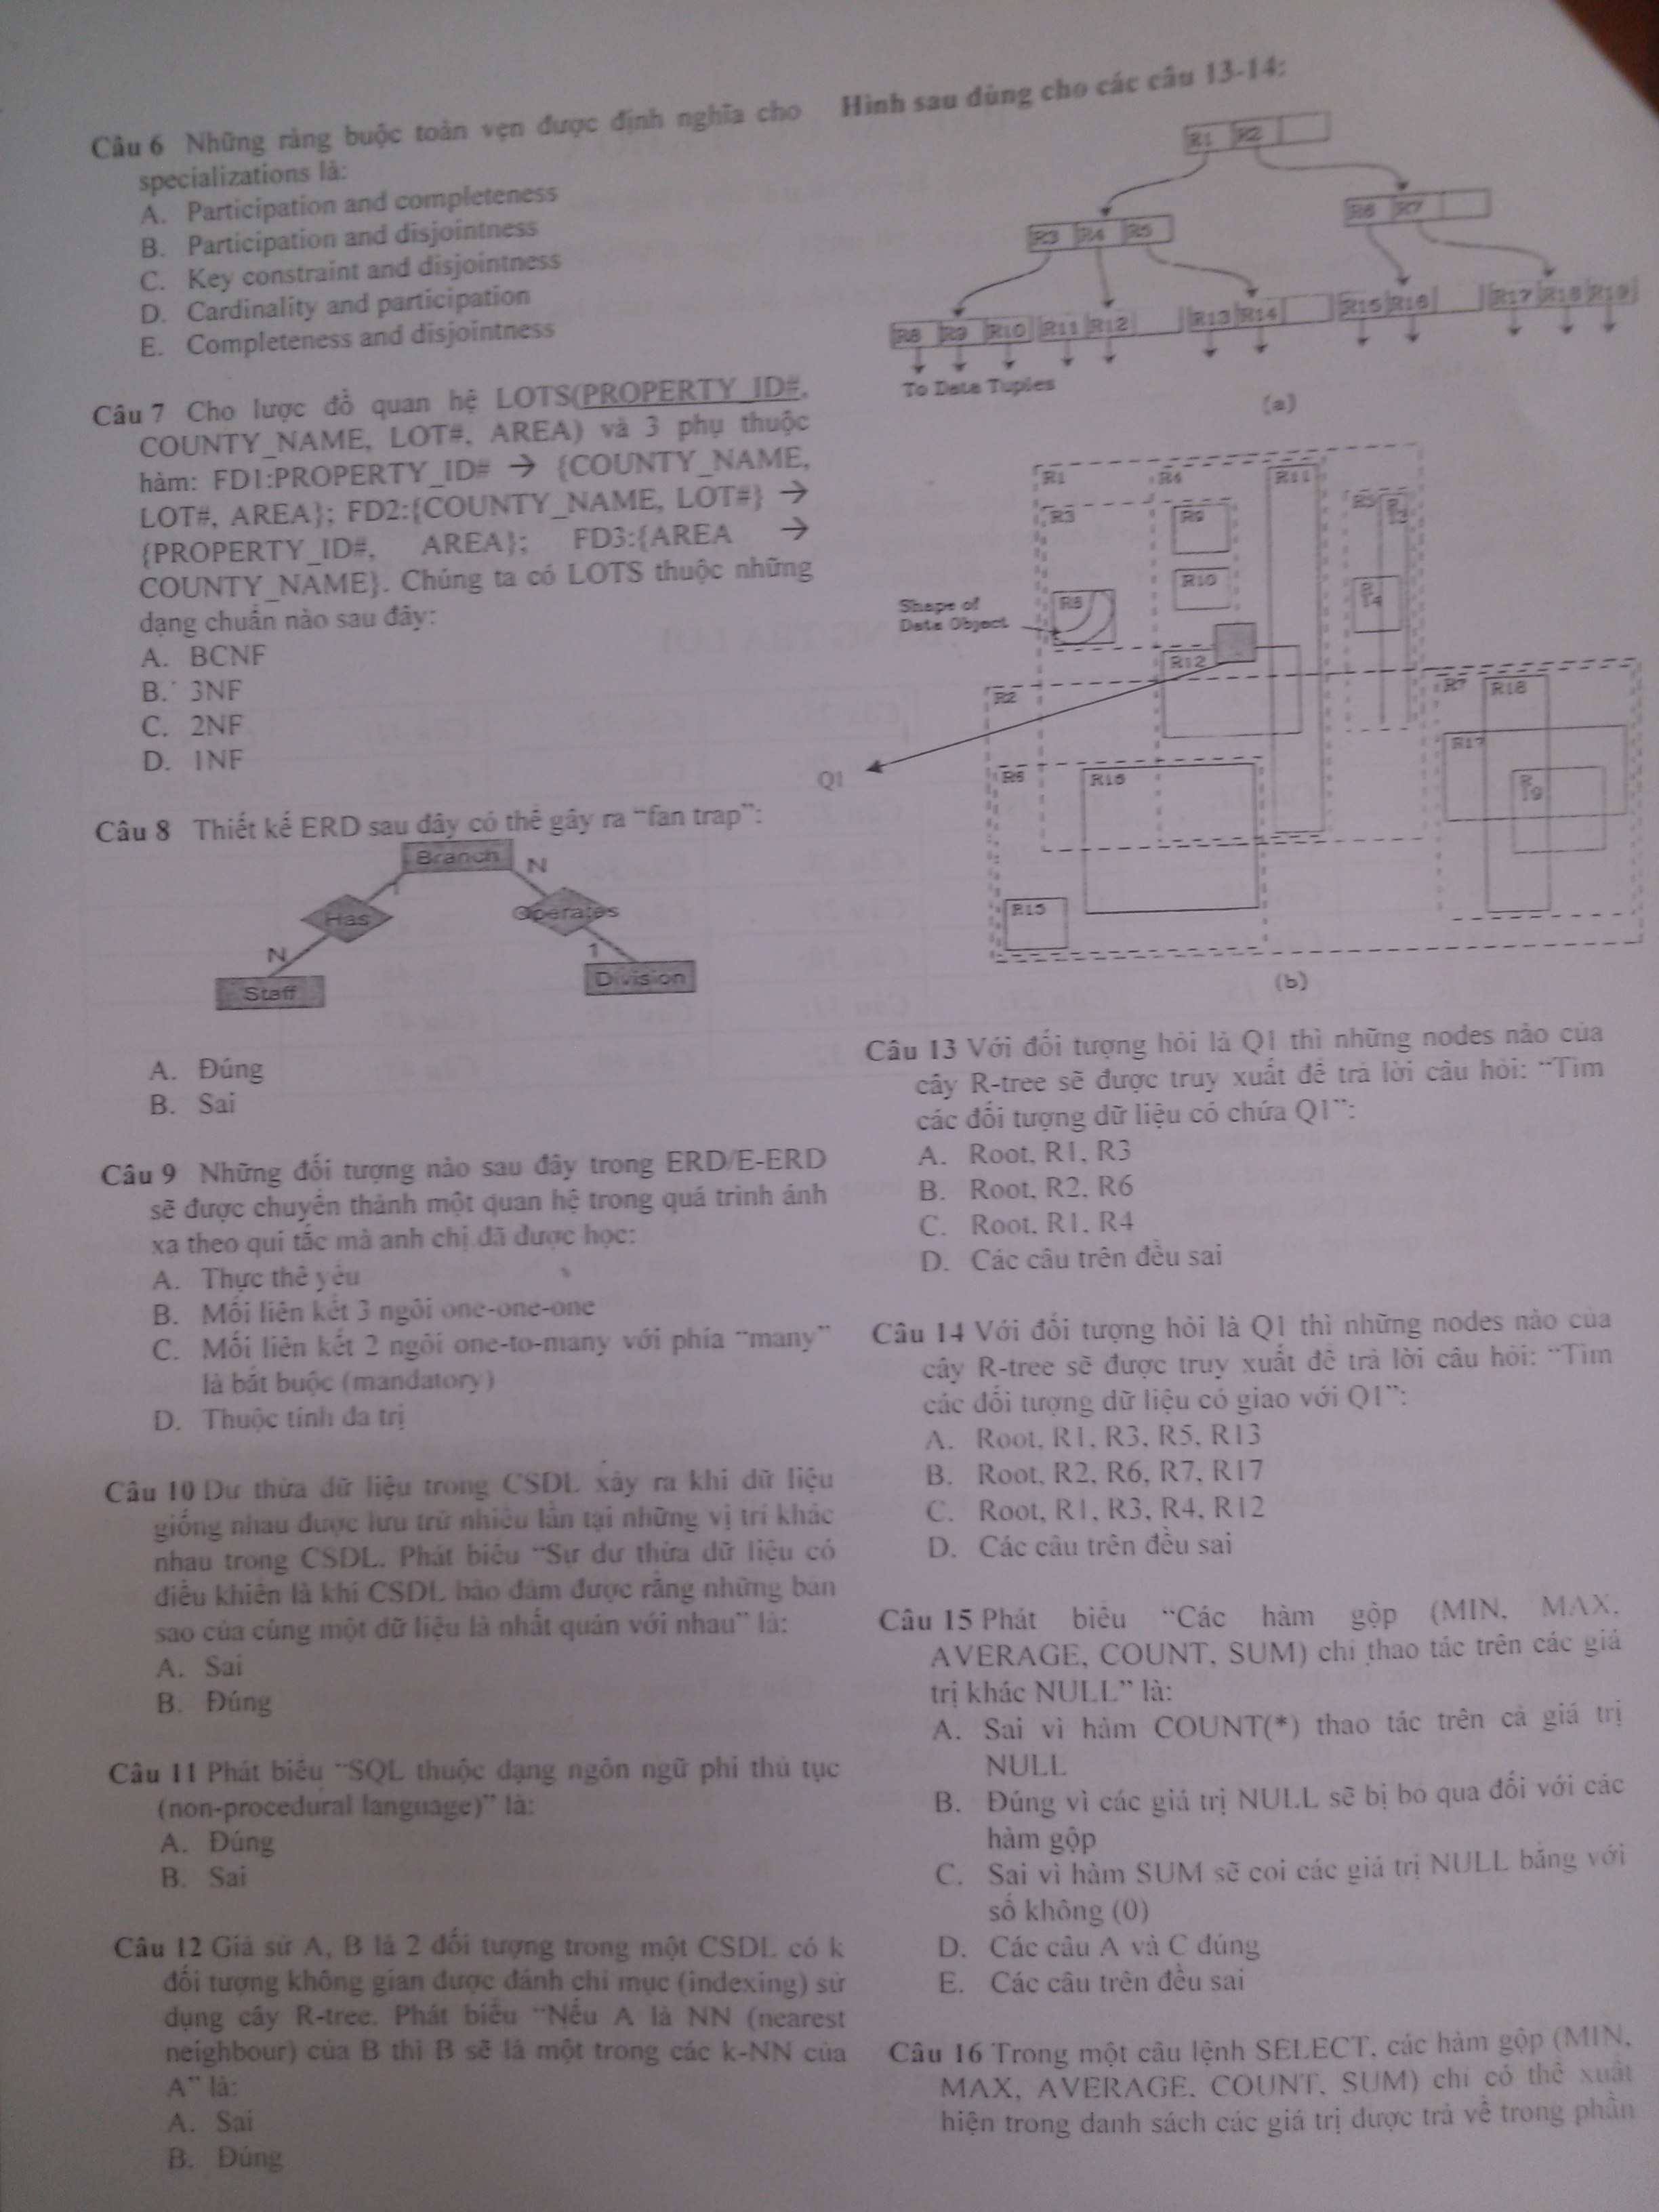 Câu 6 Những ràng buộc toàn vẹn được định nghĩa cho
specializations là:
A. Participation and completeness
B. Participation and disjointness
C. Key constraint and disjointness
D. Cardinality and participation
E. Completeness and disjointness
Câu 7 Cho lược đồ quan hệ LOTS(PROPERTY_ID#,
COUNTY_NAME, LOT#, AREA) và 3 phụ thuộc
hàm: FD1:PROPERTY_ID# → {COUNTY_NAME,
LOT#, AREA}; FD2:{COUNTY_NAME, LOT#} →
{PROPERTY_ID#, AREA}; FD3:{AREA →
COUNTY_NAME}. Chúng ta có LOTS thuộc những
dạng chuẩn nào sau đây:
A. BCNF
B. 3NF
C. 2NF
D. 1NF
Câu 8 Thiết kế ERD sau đây có thể gây ra “fan trap”:
Branch
1 N
Has Operates
N 1
Staff Division
A. Đúng
B. Sai
Câu 9 Những đối tượng nào sau đây trong ERD/E-ERD
sẽ được chuyển thành một quan hệ trong quá trình ánh
xạ theo qui tắc mà anh chị đã được học:
A. Thực thể yếu
B. Mối liên kết 3 ngôi one-one-one
C. Mối liên kết 2 ngôi one-to-many với phía “many”
là bắt buộc (mandatory)
D. Thuộc tính đa trị
Câu 10 Dư thừa dữ liệu trong CSDL xảy ra khi dữ liệu
giống nhau được lưu trữ nhiều lần tại những vị trí khác
nhau trong CSDL. Phát biểu “Sự dư thừa dữ liệu có
điều khiển là khi CSDL bảo đảm được rằng những bản
sao của cùng một dữ liệu là nhất quán với nhau” là:
A. Sai
B. Đúng
Câu 11 Phát biểu “SQL thuộc dạng ngôn ngữ phi thủ tục
(non-procedural language)” là:
A. Đúng
B. Sai
Câu 12 Giả sử A, B là 2 đối tượng trong một CSDL có k
đối tượng không gian được đánh chỉ mục (indexing) sử
dụng cây R-tree. Phát biểu “Nếu A là NN (nearest
neighbour) của B thì B sẽ là một trong các k-NN của
A” là:
A. Sai
B. Đúng
Hình sau dùng cho các câu 13-14:
R1 R2
R3 R4 R5 R6 R7
R8 R9 R10 R11 R12 R13 R14 R15 R16 R17 R18 R19
To Data Tuples
(a)
R1 R4 R11
R3 R9 R5 R13
R10
Shape of
Data Object
R8 R14
R12
R2 R7 R18
R17
Q1
R6 R16 R19
R15
(b)
Câu 13 Với đối tượng hỏi là Q1 thì những nodes nào của
cây R-tree sẽ được truy xuất để trả lời câu hỏi: “Tìm
các đối tượng dữ liệu có chứa Q1”:
A. Root, R1, R3
B. Root, R2, R6
C. Root, R1, R4
D. Các câu trên đều sai
Câu 14 Với đối tượng hỏi là Q1 thì những nodes nào của
cây R-tree sẽ được truy xuất để trả lời câu hỏi: “Tìm
các đối tượng dữ liệu có giao với Q1”:
A. Root, R1, R3, R5, R13
B. Root, R2, R6, R7, R17
C. Root, R1, R3, R4, R12
D. Các câu trên đều sai
Câu 15 Phát biểu “Các hàm gộp (MIN, MAX,
AVERAGE, COUNT, SUM) chỉ thao tác trên các giá
trị khác NULL” là:
A. Sai vì hàm COUNT(*) thao tác trên cả giá trị
NULL
B. Đúng vì các giá trị NULL sẽ bị bỏ qua đối với các
hàm gộp
C. Sai vì hàm SUM sẽ coi các giá trị NULL bằng với
số không (0)
D. Các câu A và C đúng
E. Các câu trên đều sai
Câu 16 Trong một câu lệnh SELECT, các hàm gộp (MIN,
MAX, AVERAGE, COUNT, SUM) chỉ có thể xuất
hiện trong danh sách các giá trị được trả về trong phần